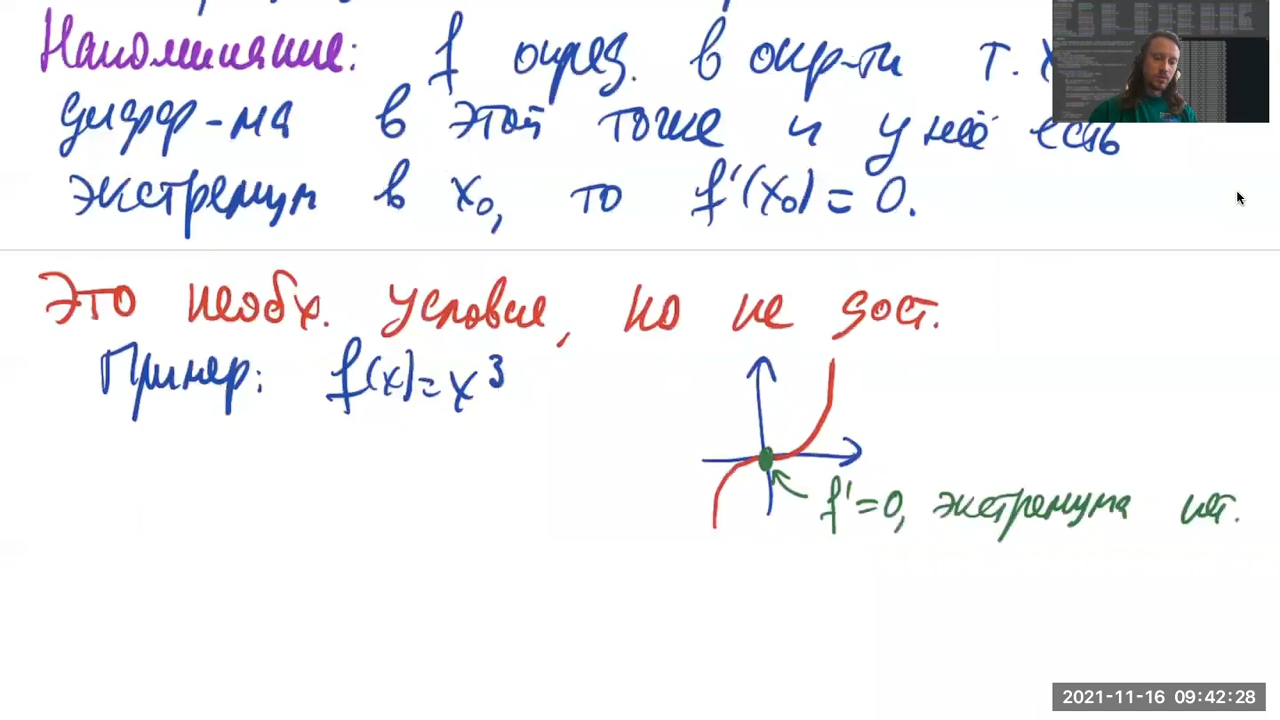 Напоминание: f опред. в окр-ти т. x
дифф-ма в этой точке и у неё есть
экстремум в x₀, то f'(x₀) = 0.
Это необх. условие, но не дост.
Пример: f(x) = x³
f' = 0, экстремума нет.
2021-11-16 09:42:28